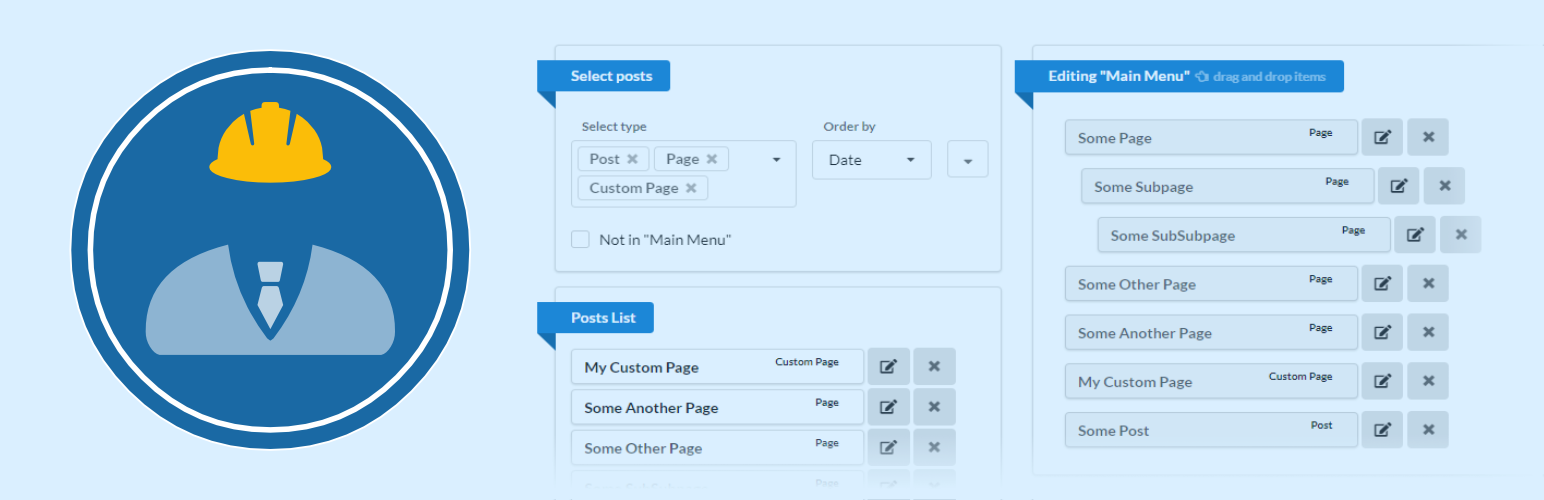 Select posts
Select type
Order by
Post
Page
Custom Page
Date
Not in "Main Menu"
Posts List
My Custom Page Custom Page
Some Another Page Page
Some Other Page Page
Editing "Main Menu" drag and drop items
Some Page Page
Some Subpage Page
Some SubSubpage Page
Some Other Page Page
Some Another Page Page
My Custom Page Custom Page
Some Post Post